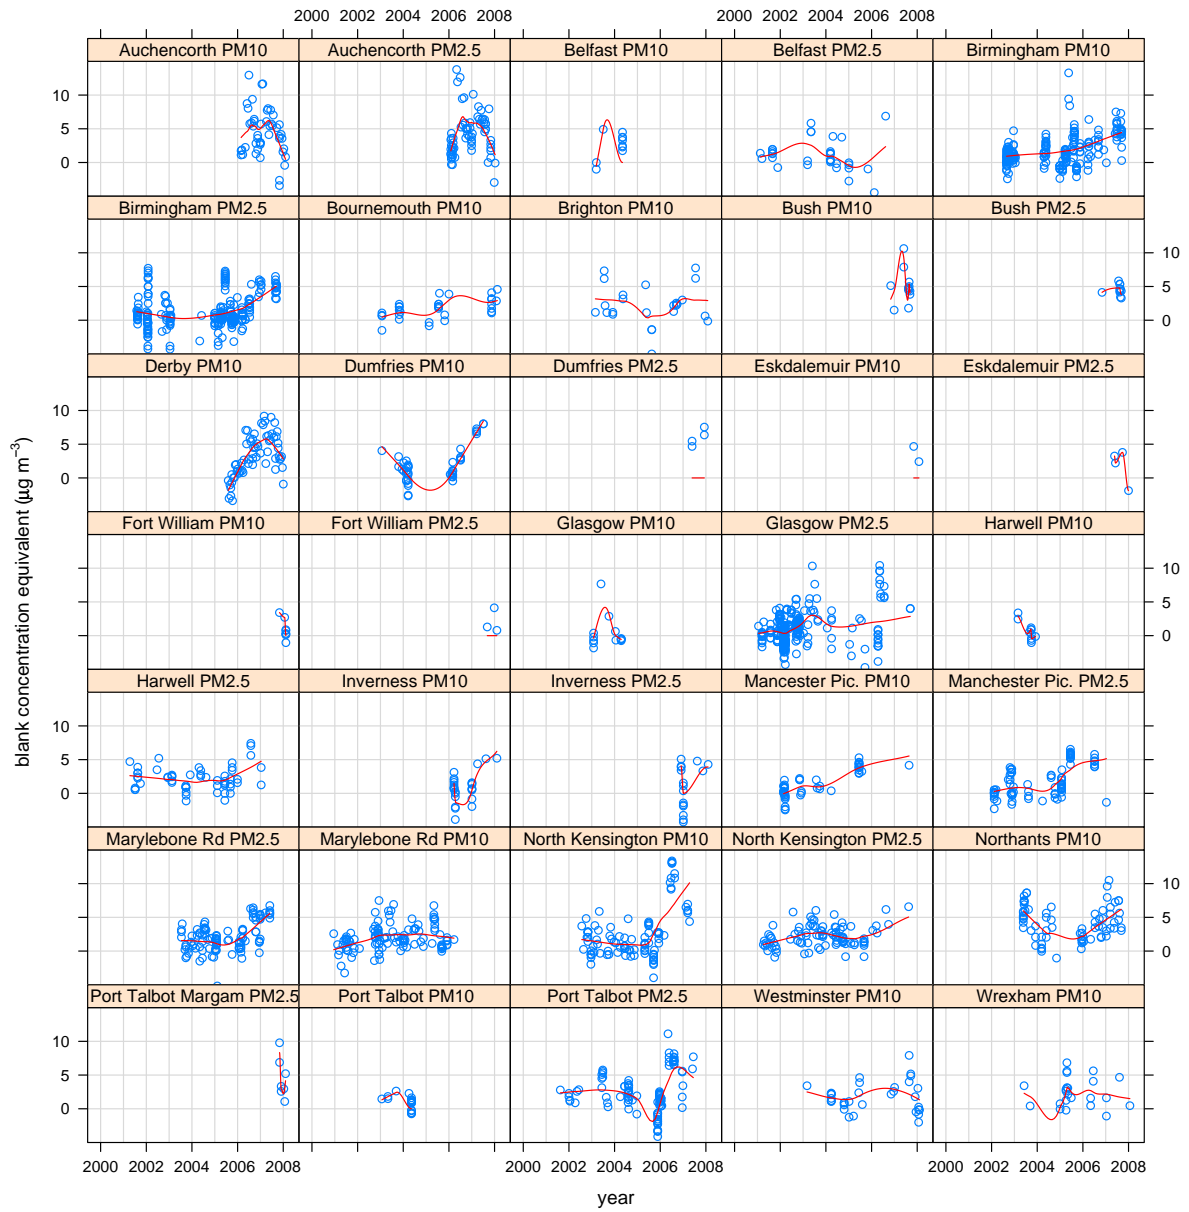 2000 2002 2004 2006 2008 2000 2002 2004 2006 2008
Auchencorth PM10 Auchencorth PM2.5 Belfast PM10 Belfast PM2.5 Birmingham PM10
10
5
0
Birmingham PM2.5 Bournemouth PM10 Brighton PM10 Bush PM10 Bush PM2.5
10
5
0
Derby PM10 Dumfries PM10 Dumfries PM2.5 Eskdalemuir PM10 Eskdalemuir PM2.5
10
5
0
Fort William PM10 Fort William PM2.5 Glasgow PM10 Glasgow PM2.5 Harwell PM10
10
5
0
Harwell PM2.5 Inverness PM10 Inverness PM2.5 Mancester Pic. PM10 Manchester Pic. PM2.5
10
5
0
Marylebone Rd PM2.5 Marylebone Rd PM10 North Kensington PM10 North Kensington PM2.5 Northants PM10
10
5
0
Port Talbot Margam PM2.5 Port Talbot PM10 Port Talbot PM2.5 Westminster PM10 Wrexham PM10
10
5
0
2000 2002 2004 2006 2008 2000 2002 2004 2006 2008 2000 2002 2004 2006 2008
year
blank concentration equivalent (µg m⁻³)